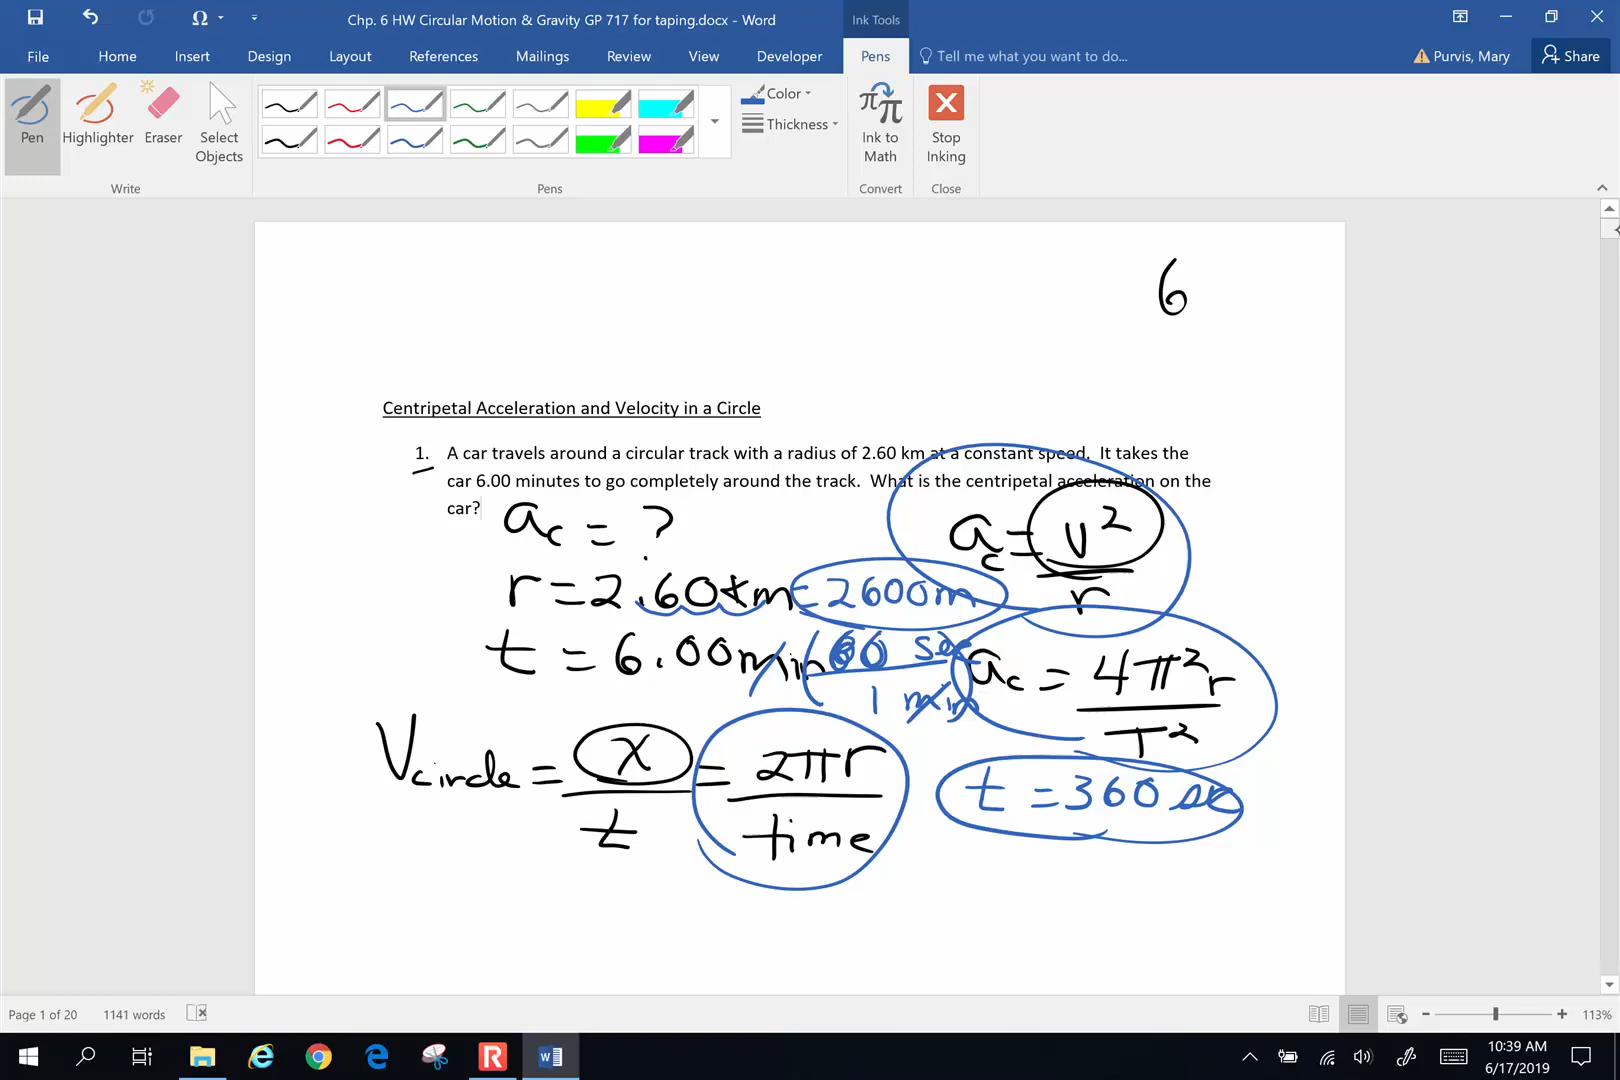 Chp. 6 HW Circular Motion & Gravity GP 717 for taping.docx - Word
Ink Tools
File Home Insert Design Layout References Mailings Review View Developer Pens Tell me what you want to do... Purvis, Mary Share
Pen Highlighter Eraser Select Objects
Color
Thickness
Ink to Math
Stop Inking
Write Pens Convert Close
6
Centripetal Acceleration and Velocity in a Circle
1. A car travels around a circular track with a radius of 2.60 km at a constant speed. It takes the
car 6.00 minutes to go completely around the track. What is the centripetal acceleration on the
car?
a_c = ?
a_c = v²/r
r = 2.60 km = 2600m
t = 6.00 min (60 sec / 1 min)
a_c = 4π²r / T²
V circle = x/t = 2πr/time
t = 360 sec
Page 1 of 20 1141 words 113%
10:39 AM
6/17/2019